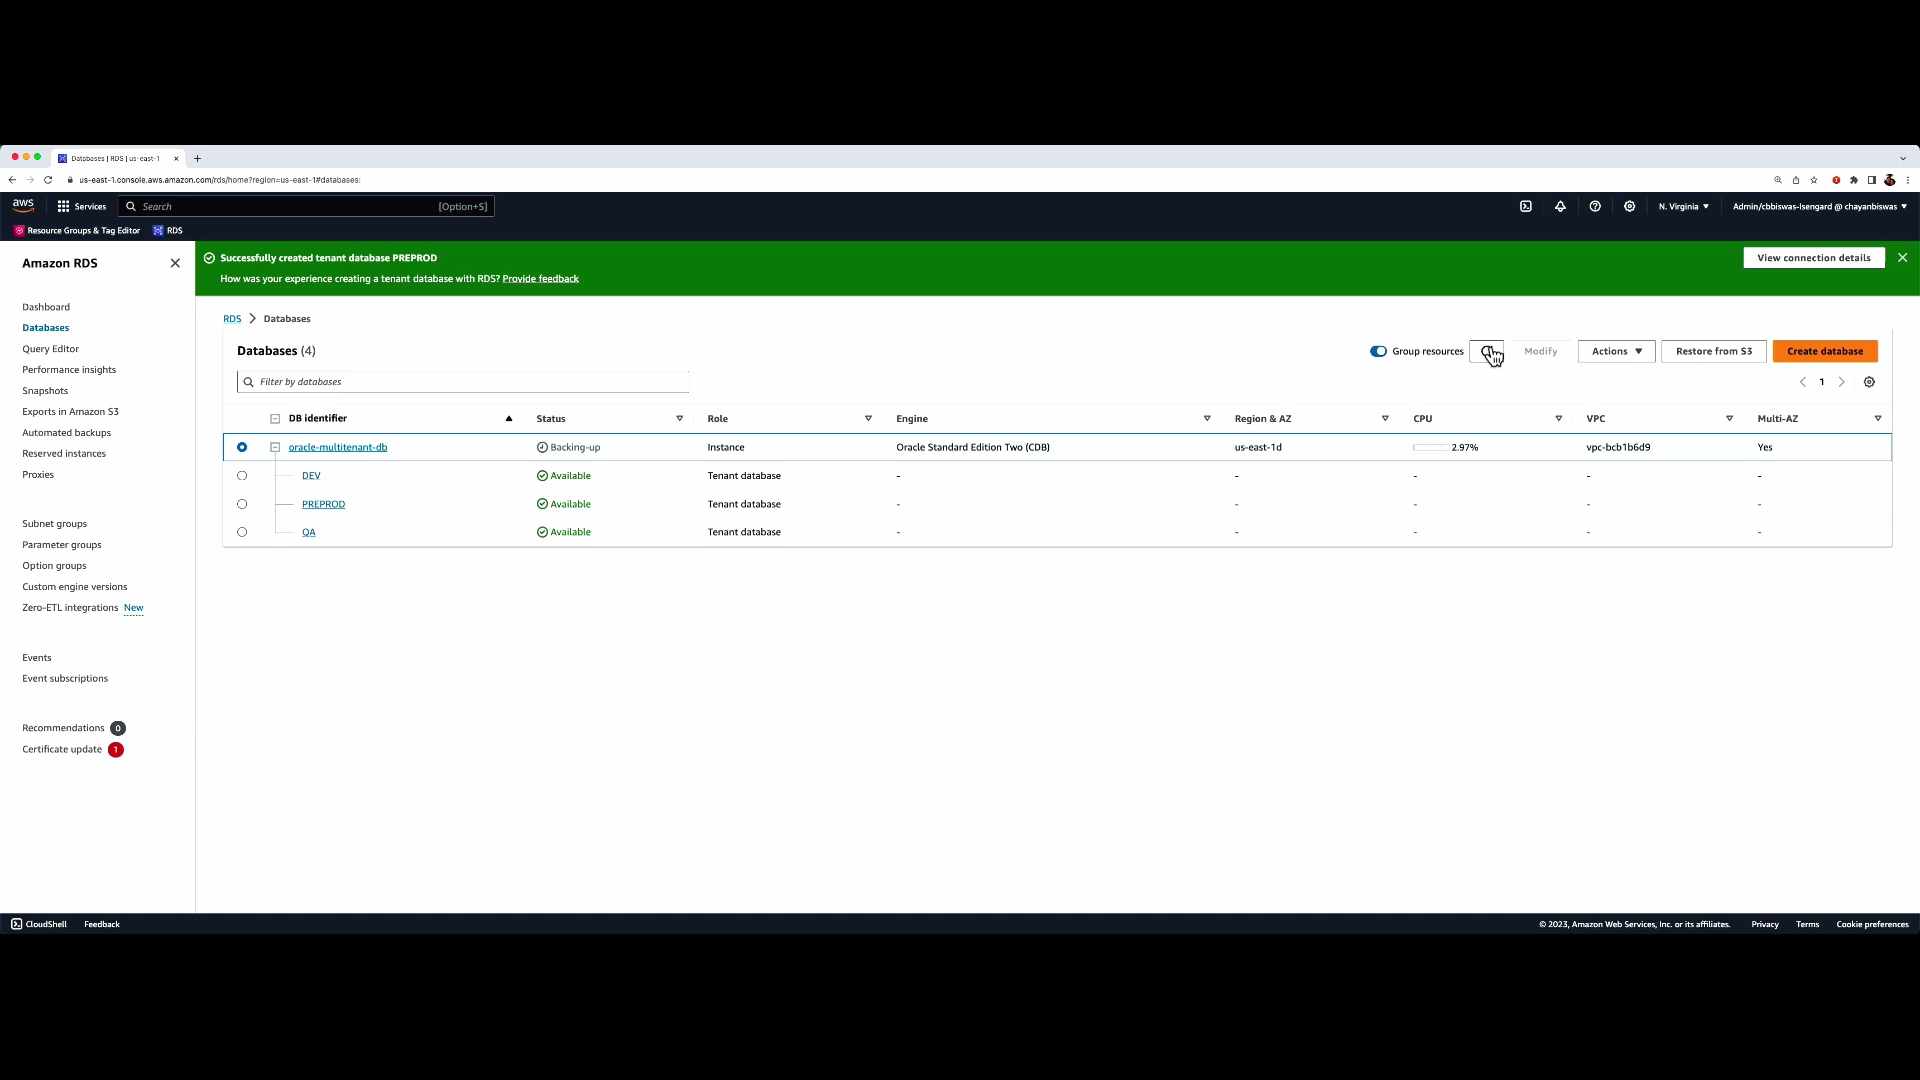 Databases | RDS | us-east-1
us-east-1.console.aws.amazon.com/rds/home?region=us-east-1#databases:
aws Services Search [Option+S] N. Virginia Admin/cbbiswas-Isengard @ chayanbiswas
Resource Groups & Tag Editor RDS
Amazon RDS
Dashboard
Databases
Query Editor
Performance insights
Snapshots
Exports in Amazon S3
Automated backups
Reserved instances
Proxies
Subnet groups
Parameter groups
Option groups
Custom engine versions
Zero-ETL integrations New
Events
Event subscriptions
Recommendations 0
Certificate update 1
Successfully created tenant database PREPROD
How was your experience creating a tenant database with RDS? Provide feedback
View connection details
RDS > Databases
Databases (4)
Group resources Modify Actions Restore from S3 Create database
Filter by databases
1
DB identifier Status Role Engine Region & AZ CPU VPC Multi-AZ
oracle-multitenant-db Backing-up Instance Oracle Standard Edition Two (CDB) us-east-1d 2.97% vpc-bcb1b6d9 Yes
DEV Available Tenant database - - - - -
PREPROD Available Tenant database - - - - -
QA Available Tenant database - - - - -
CloudShell Feedback © 2023, Amazon Web Services, Inc. or its affiliates. Privacy Terms Cookie preferences